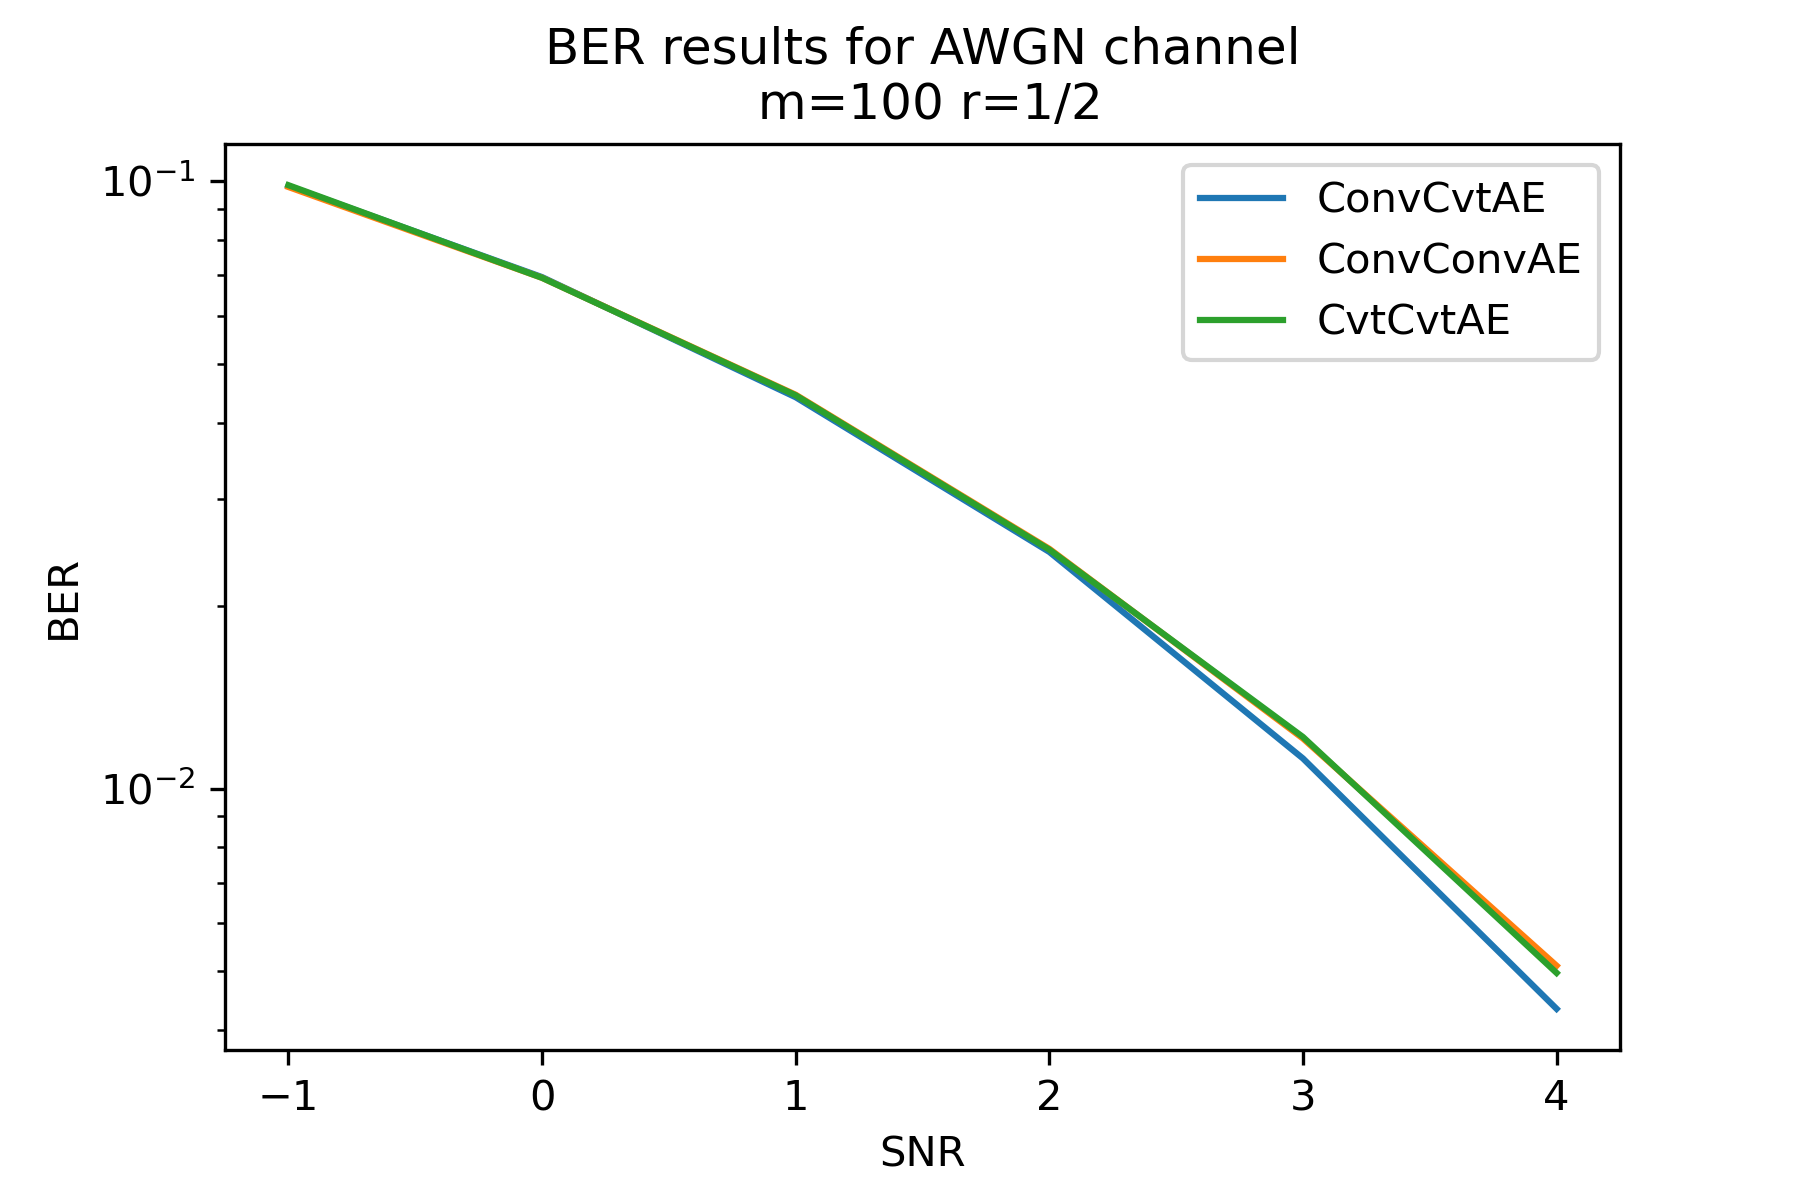 BER results for AWGN channel
m=100 r=1/2
10⁻¹
10⁻²
BER
ConvCvtAE
ConvConvAE
CvtCvtAE
−1 0 1 2 3 4
SNR